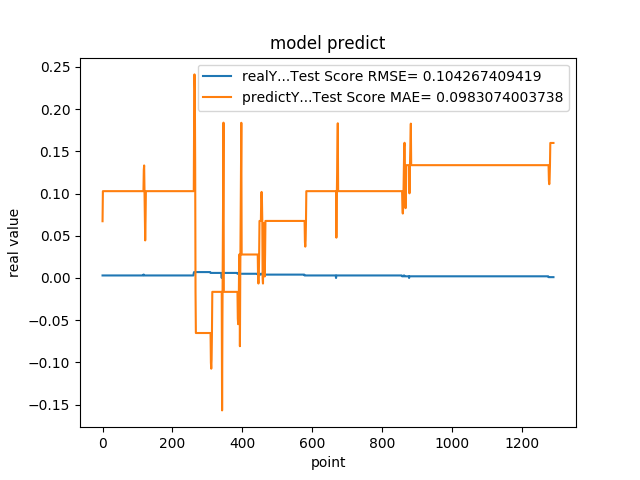 model predict
realY...Test Score RMSE= 0.104267409419
predictY...Test Score MAE= 0.0983074003738
0.25
0.20
0.15
0.10
0.05
0.00
−0.05
−0.10
−0.15
real value
0 200 400 600 800 1000 1200
point